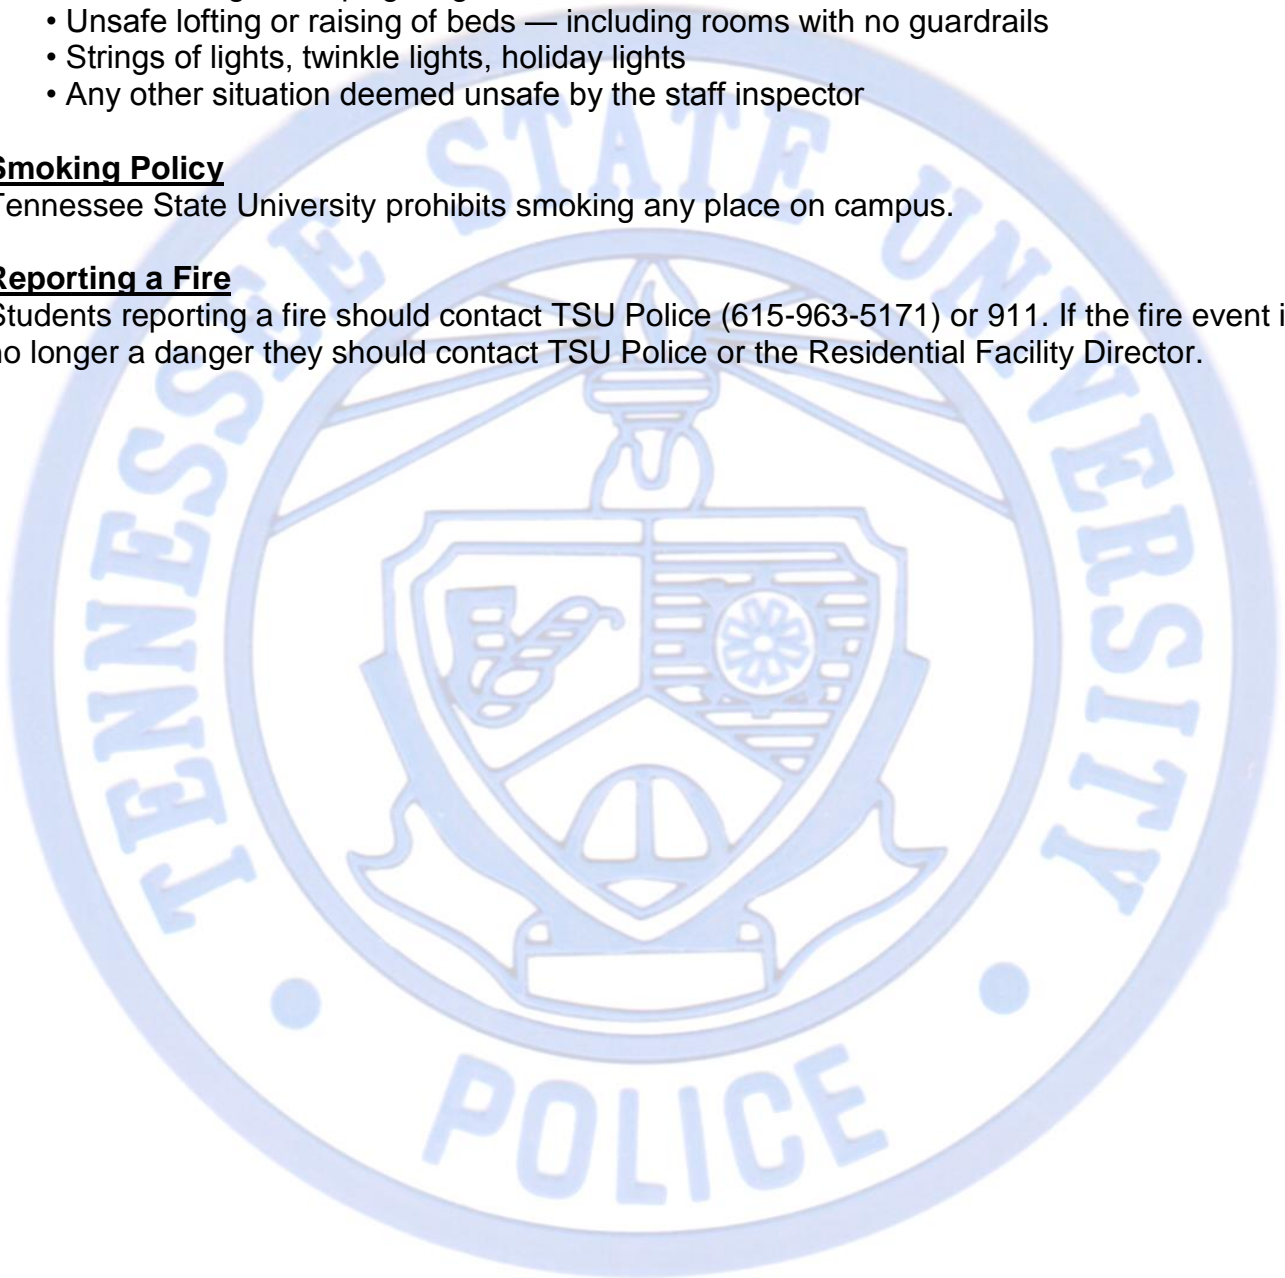 • Unsafe lofting or raising of beds — including rooms with no guardrails
• Strings of lights, twinkle lights, holiday lights
• Any other situation deemed unsafe by the staff inspector
Smoking Policy
Tennessee State University prohibits smoking any place on campus.
Reporting a Fire
Students reporting a fire should contact TSU Police (615-963-5171) or 911. If the fire event i
no longer a danger they should contact TSU Police or the Residential Facility Director.
TENNESSEE STATE UNIVERSITY
POLICE